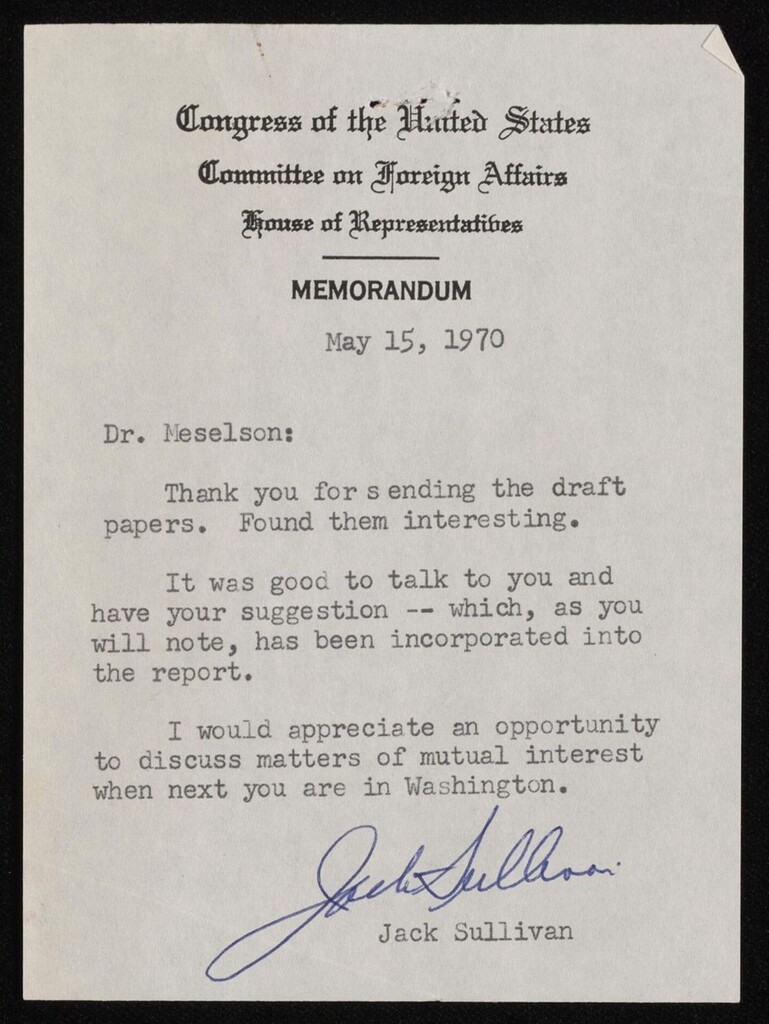 Congress of the United States
Committee on Foreign Affairs
House of Representatives
MEMORANDUM
May 15, 1970
Dr. Meselson:
Thank you for sending the draft
papers. Found them interesting.
It was good to talk to you and
have your suggestion -- which, as you
will note, has been incorporated into
the report.
I would appreciate an opportunity
to discuss matters of mutual interest
when next you are in Washington.
Jack Sullivan
Jack Sullivan